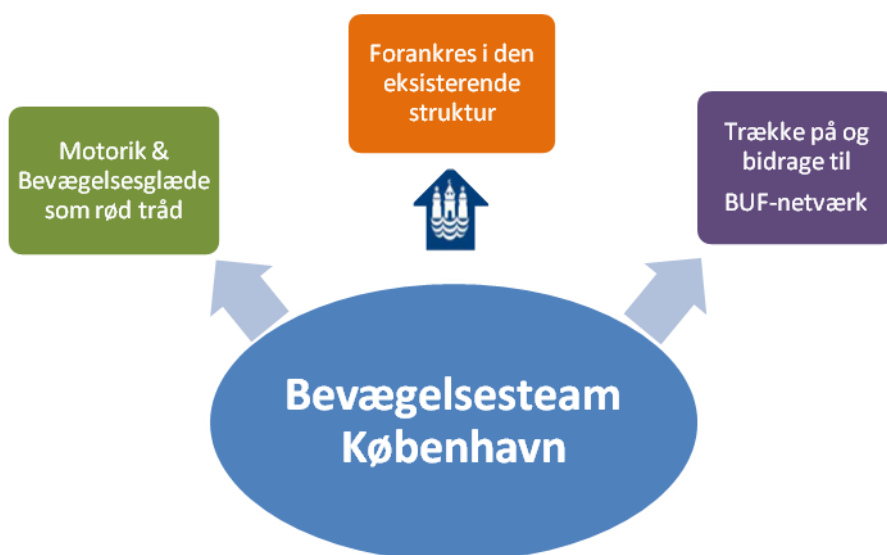 Forankres i den
eksisterende
struktur
Motorik &
Bevægelsesglæde
som rød tråd
Trække på og
bidrage til
BUF-netværk
Bevægelsesteam
København